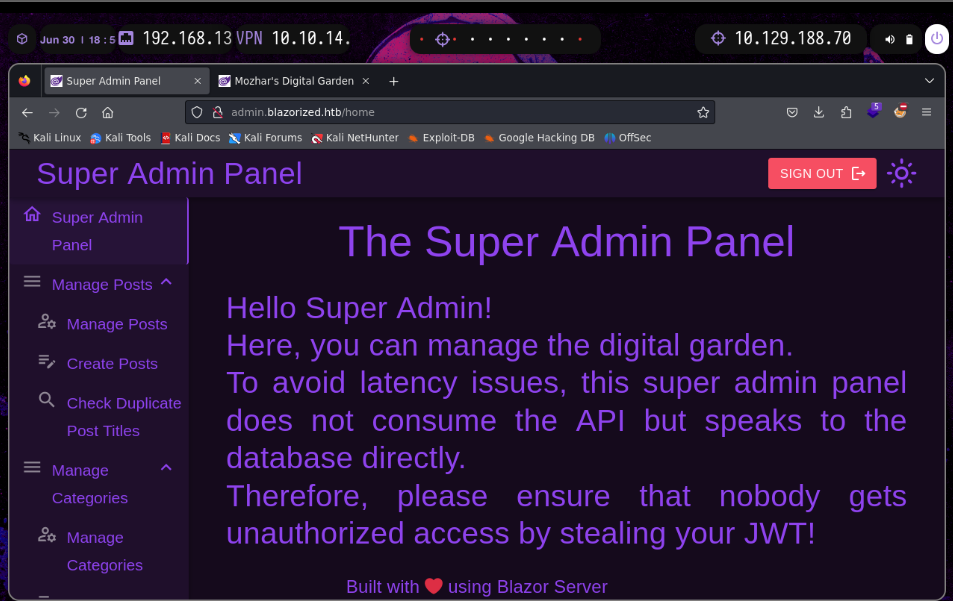 Jun 30 | 18 : 5 192.168.13 VPN 10.10.14. 10.129.188.70
Super Admin Panel Mozhar's Digital Garden
admin.blazorized.htb/home 5
Kali Linux Kali Tools Kali Docs Kali Forums Kali NetHunter Exploit-DB Google Hacking DB OffSec
Super Admin Panel SIGN OUT
Super Admin
Panel
Manage Posts
Manage Posts
Create Posts
Check Duplicate
Post Titles
Manage
Categories
Manage
Categories
The Super Admin Panel
Hello Super Admin!
Here, you can manage the digital garden.
To avoid latency issues, this super admin panel
does not consume the API but speaks to the
database directly.
Therefore, please ensure that nobody gets
unauthorized access by stealing your JWT!
Built with ❤️ using Blazor Server